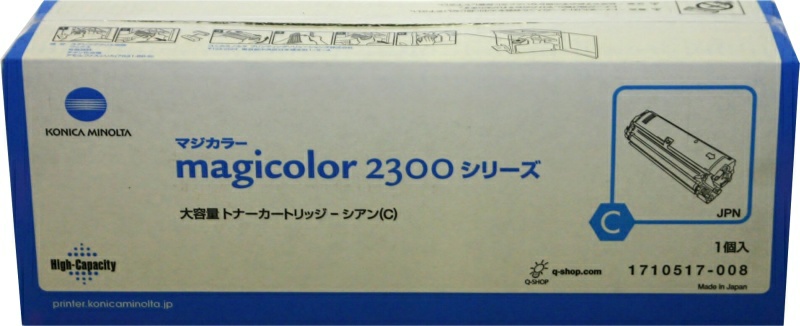 KONICA MINOLTA
マジカラー
magicolor 2300 シリーズ
大容量 トナーカートリッジ - シアン(C)
C
JPN
1個入
High-Capacity
Q-SHOP
q-shop.com
1710517-008
Made in Japan
printer.konicaminolta.jp